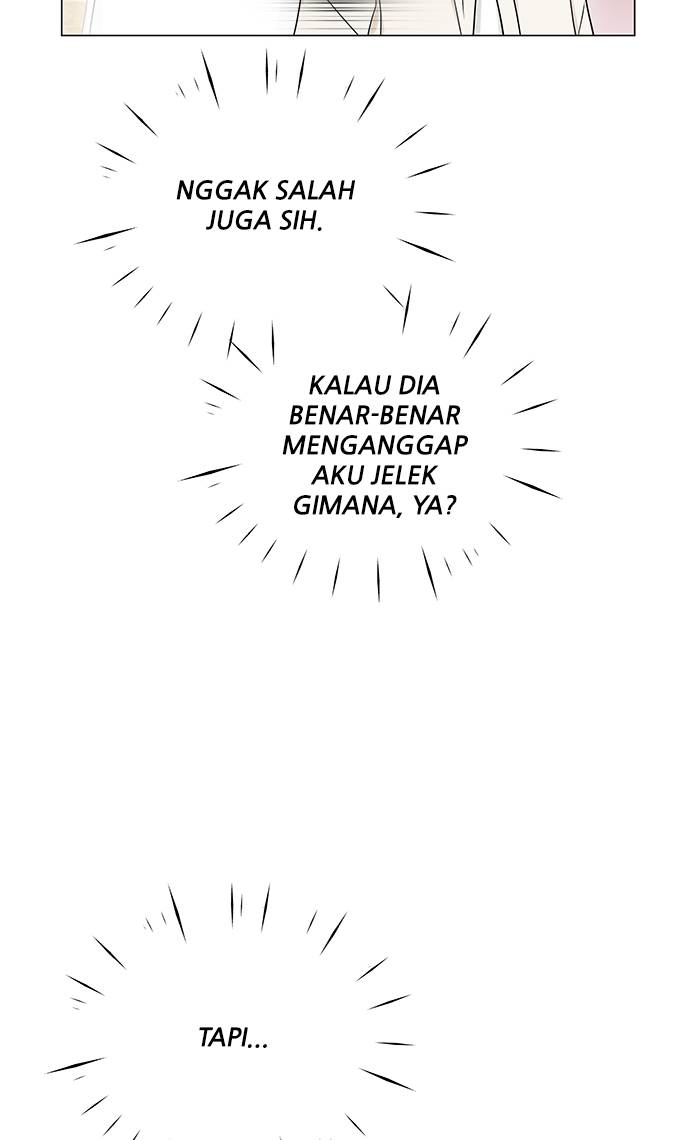 NGGAK SALAH
JUGA SIH.
KALAU DIA
BENAR-BENAR
MENGANGGAP
AKU JELEK
GIMANA, YA?
TAPI...